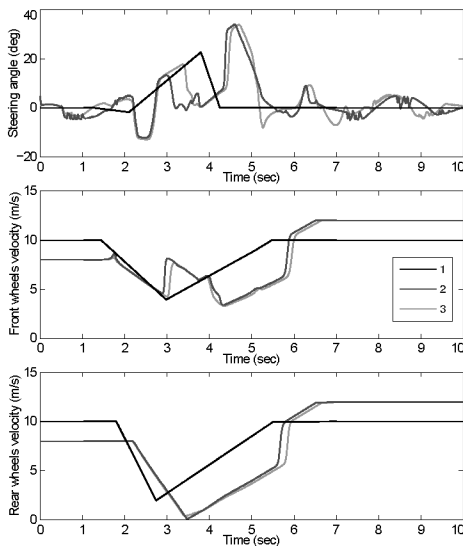 Steering angle (deg)
40
20
0
−20
0 1 2 3 4 5 6 7 8 9 10
Time (sec)
Front wheels velocity (m/s)
15
10
5
0
1
2
3
0 1 2 3 4 5 6 7 8 9 10
Time (sec)
Rear wheels velocity (m/s)
15
10
5
0
0 1 2 3 4 5 6 7 8 9 10
Time (sec)